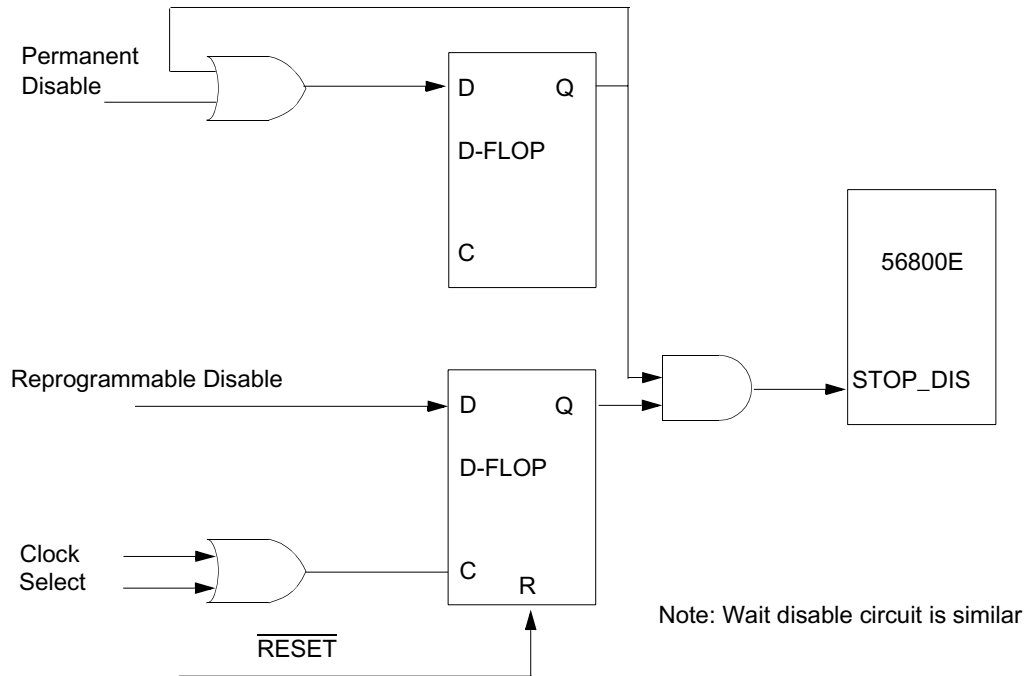 Permanent
Disable
D
Q
D-FLOP
C
56800E
STOP_DIS
Reprogrammable Disable
D
Q
D-FLOP
Clock
Select
C
R
RESET
Note: Wait disable circuit is similar